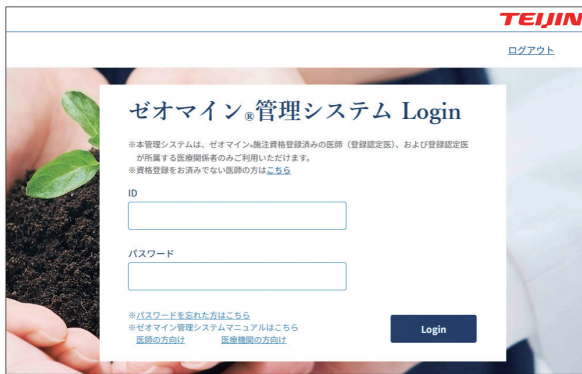 TEIJIN
ログアウト
ゼオマイン®管理システム Login
※本管理システムは、ゼオマイン®施注資格登録済みの医師（登録認定医）、および登録認定医
が所属する医療関係者のみご利用いただけます。
※資格登録をお済みでない医師の方はこちら
ID
パスワード
※パスワードを忘れた方はこちら
※ゼオマイン管理システムマニュアルはこちら
医師の方向け 医療機関の方向け
Login